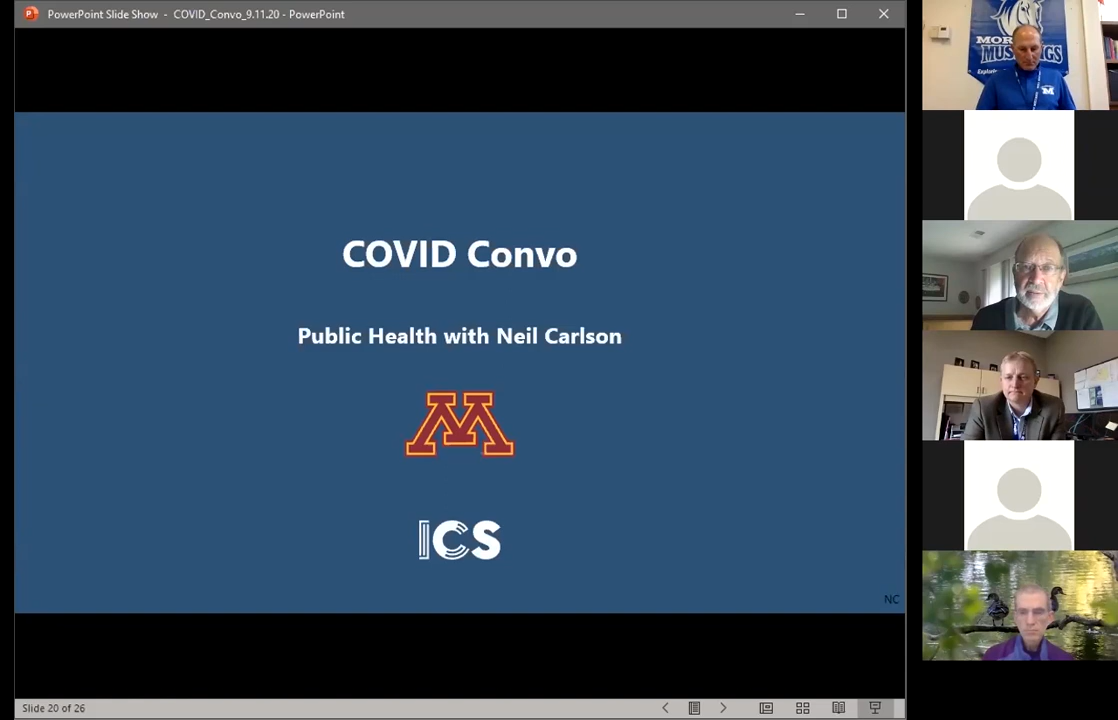 PowerPoint Slide Show - COVID_Convo_9.11.20 - PowerPoint
COVID Convo
Public Health with Neil Carlson
M
ICS
NC
Slide 20 of 26